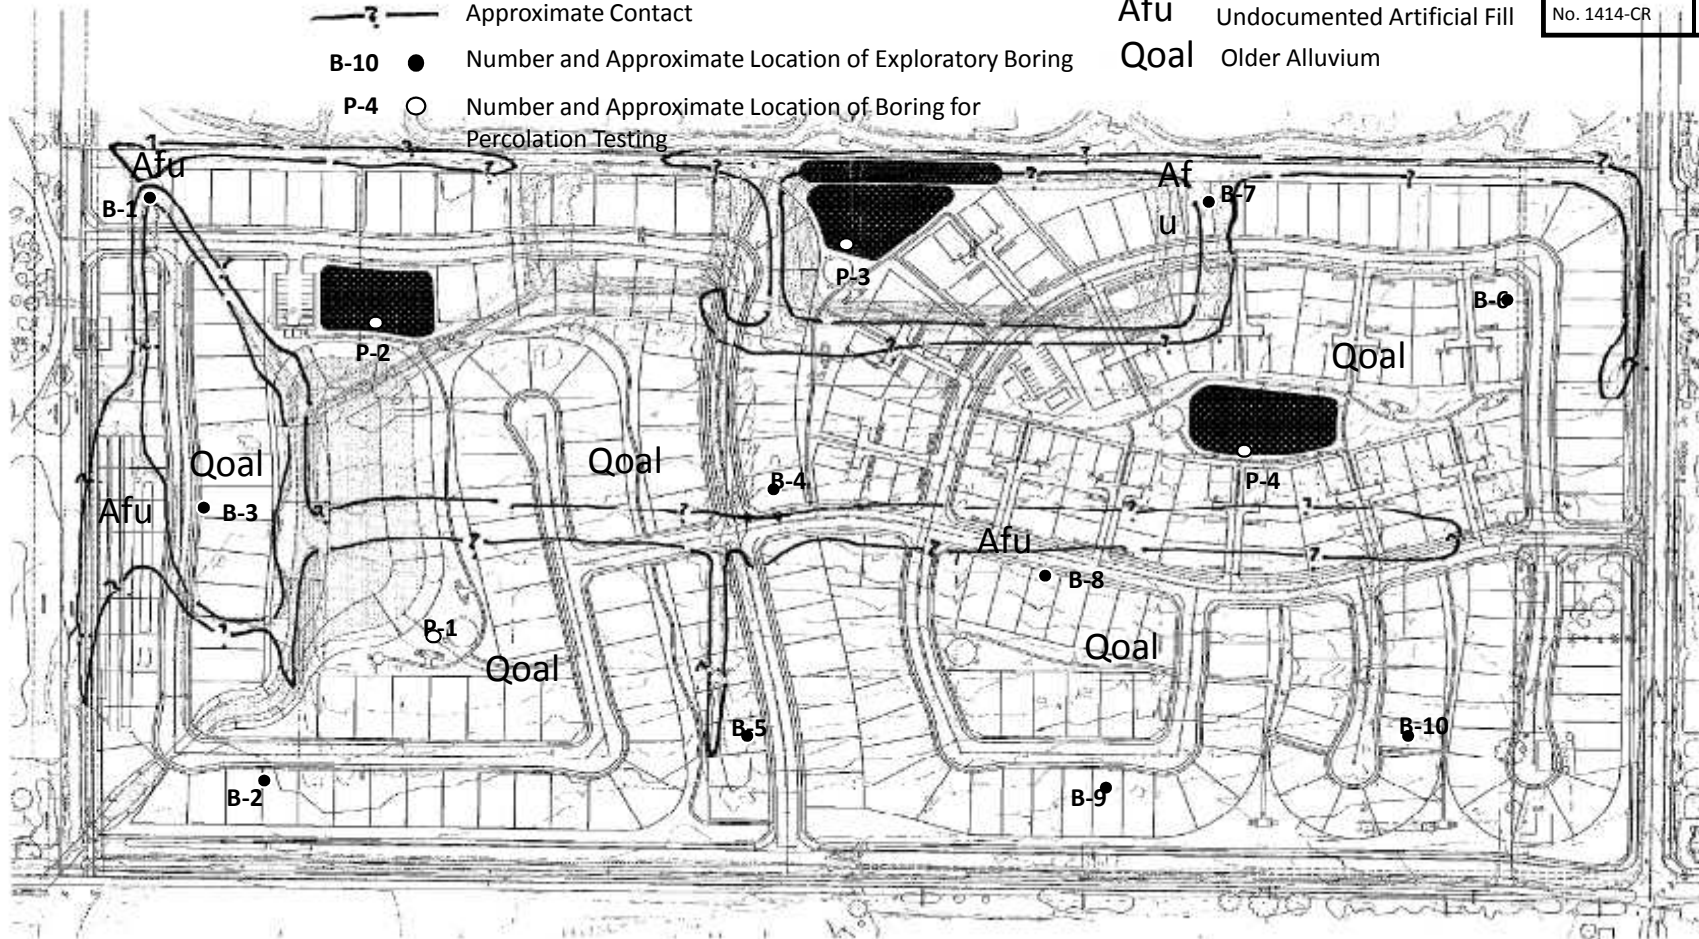 ?
Approximate Contact
Afu Undocumented Artificial Fill
No. 1414-CR
B-10 Number and Approximate Location of Exploratory Boring
Qoal Older Alluvium
P-4 Number and Approximate Location of Boring for
Percolation Testing
Afu
Af
u
B-1
B-7
P-3
B-6
P-2
Qoal
Qoal
Qoal
B-4
P-4
Afu
B-3
Afu
B-8
P-1
Qoal
Qoal
B-5
B-10
B-2
B-9